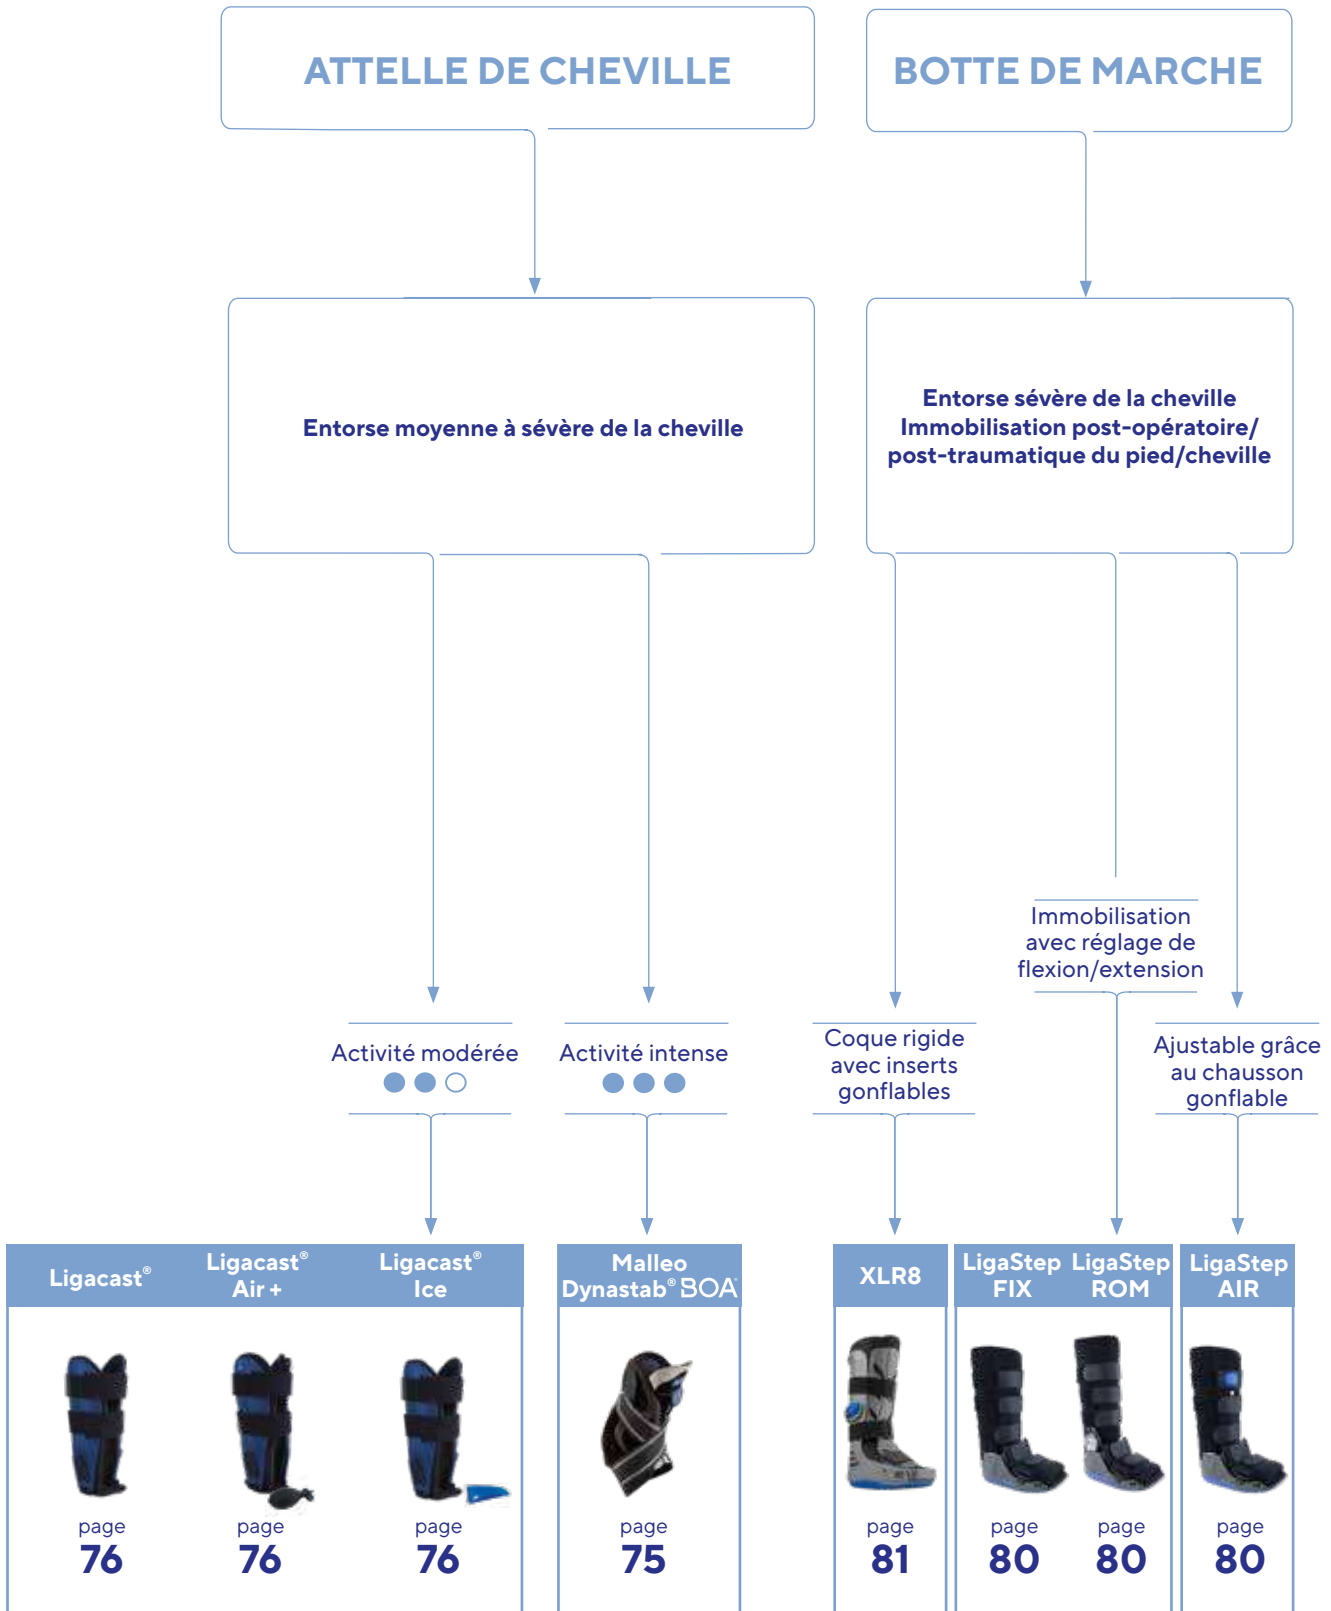 ATTELLE DE CHEVILLE
BOTTE DE MARCHE
Entorse moyenne à sévère de la cheville
Entorse sévère de la cheville
Immobilisation post-opératoire/
post-traumatique du pied/cheville
Immobilisation
avec réglage de
flexion/extension
Activité modérée
Activité intense
Coque rigide
avec inserts
gonflables
Ajustable grâce
au chausson
gonflable
Ligacast®
Ligacast®
Air +
Ligacast®
Ice
Malleo
Dynastab® BOA
XLR8
LigaStep
FIX
LigaStep
ROM
LigaStep
AIR
page
76
page
76
page
76
page
75
page
81
page
80
page
80
page
80